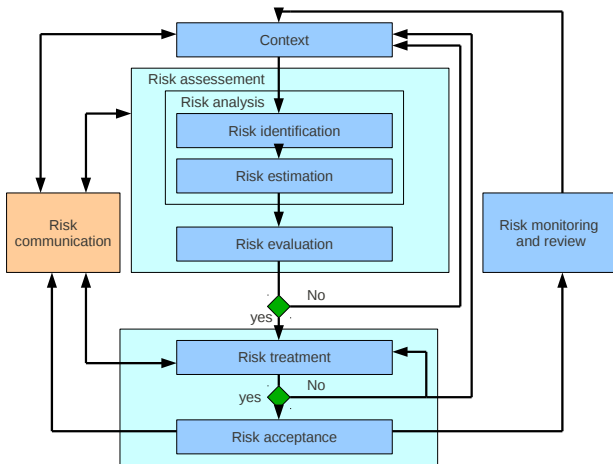 Context
Risk assessement
Risk analysis
Risk identification
Risk estimation
Risk
communication
Risk monitoring
and review
Risk evaluation
No
yes
Risk treatment
No
yes
Risk acceptance